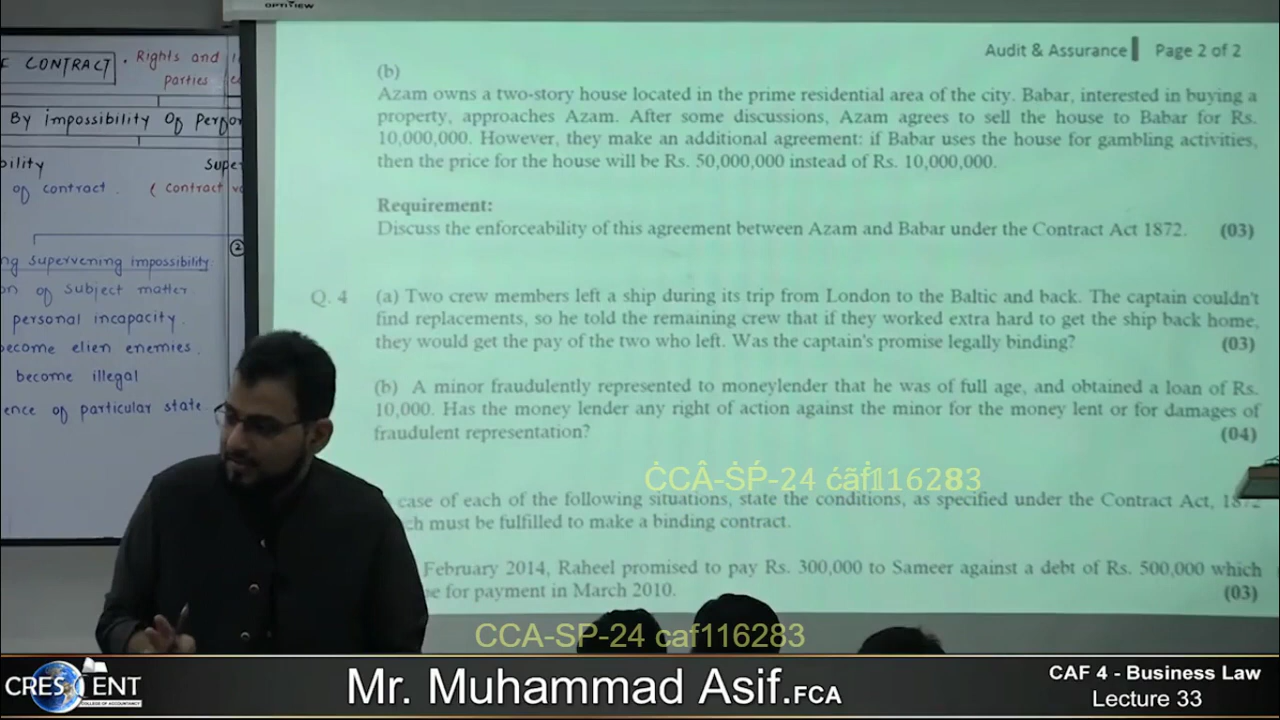 OPTIVIEW
E CONTRACT
Rights and
parties
By impossibility Of Perfor
bility Supe
of contract. ( Contract v
2
ng supervening impossibility
on of subject matter
personal incapacity.
ecome elien enemies.
become illegal
ence of particular state.
Audit & Assurance Page 2 of 2
(b)
Azam owns a two-story house located in the prime residential area of the city. Babar, interested in buying a
property, approaches Azam. After some discussions, Azam agrees to sell the house to Babar for Rs.
10,000,000. However, they make an additional agreement: if Babar uses the house for gambling activities,
then the price for the house will be Rs. 50,000,000 instead of Rs. 10,000,000.
Requirement:
Discuss the enforceability of this agreement between Azam and Babar under the Contract Act 1872. (03)
Q. 4 (a) Two crew members left a ship during its trip from London to the Baltic and back. The captain couldn't
find replacements, so he told the remaining crew that if they worked extra hard to get the ship back home,
they would get the pay of the two who left. Was the captain's promise legally binding? (03)
(b) A minor fraudulently represented to moneylender that he was of full age, and obtained a loan of Rs.
10,000. Has the money lender any right of action against the minor for the money lent or for damages of
fraudulent representation? (04)
case of each of the following situations, state the conditions, as specified under the Contract Act,
ch must be fulfilled to make a binding contract.
February 2014, Raheel promised to pay Rs. 300,000 to Sameer against a debt of Rs. 500,000 which
e for payment in March 2010. (03)
CCA-SP-24 caf116283
CRESCENT
COLLEGE OF ACCOUNTANCY
Mr. Muhammad Asif.FCA
CAF 4 - Business Law
Lecture 33